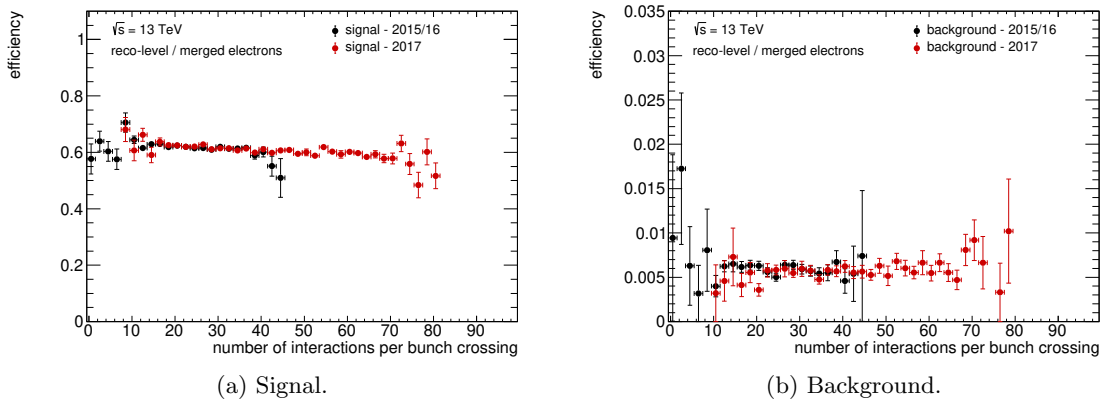 efficiency
1
0.8
0.6
0.4
0.2
0
√s = 13 TeV
reco-level / merged electrons
signal - 2015/16
signal - 2017
0 10 20 30 40 50 60 70 80 90
number of interactions per bunch crossing
(a) Signal.
efficiency
0.035
0.03
0.025
0.02
0.015
0.01
0.005
0
√s = 13 TeV
reco-level / merged electrons
background - 2015/16
background - 2017
0 10 20 30 40 50 60 70 80 90
number of interactions per bunch crossing
(b) Background.